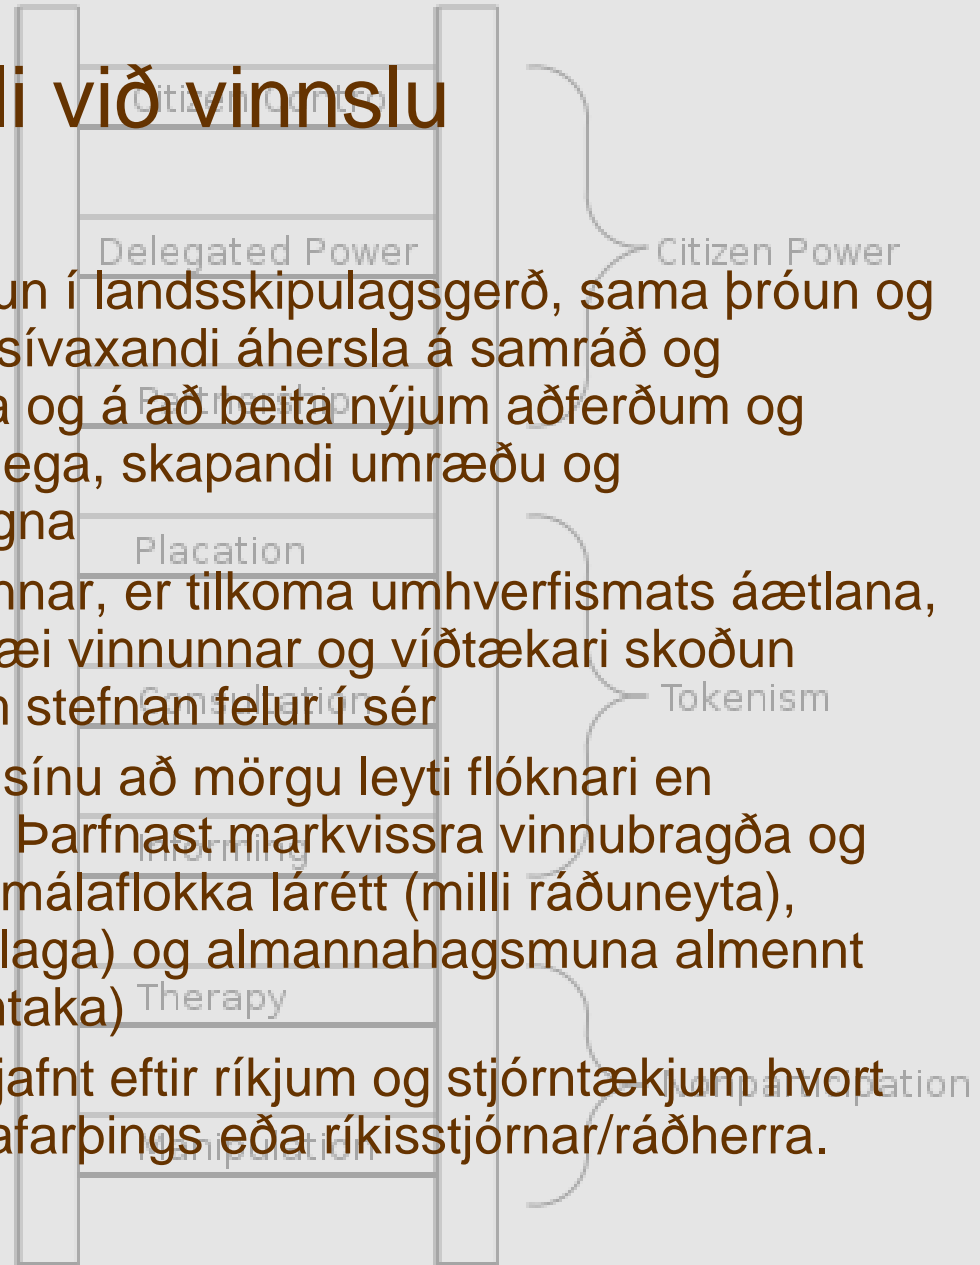 li við vinnslu
Citizen Control
Delegated Power
Citizen Power
un í landsskipulagsgerð, sama þróun og
sívaxandi áhersla á samráð og
Partnership
a og á að beita nýjum aðferðum og
ega, skapandi umræðu og
gna
Placation
nnar, er tilkoma umhverfismats áætlana,
æi vinnunnar og víðtækari skoðun
Consultation
Tokenism
n stefnan felur í sér
sínu að mörgu leyti flóknari en
Þarfnast markvissra vinnubragða og
Informing
málaflokka lárétt (milli ráðuneyta),
laga) og almannahagsmuna almennt
Therapy
ntaka)
jafnt eftir ríkjum og stjórntækjum hvort
Nonparticipation
afarþings eða ríkisstjórnar/ráðherra.
Manipulation